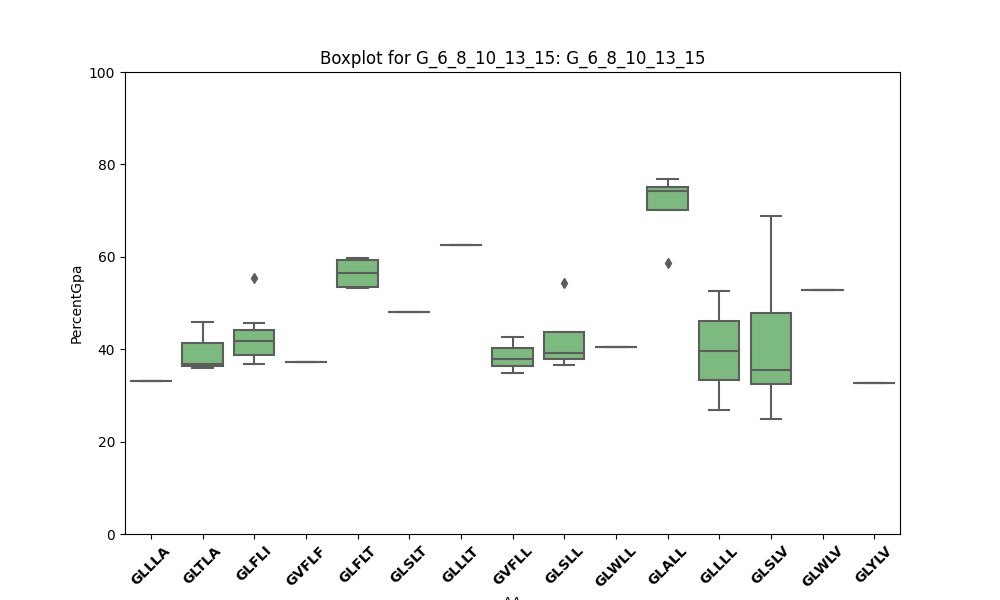 Boxplot for G_6_8_10_13_15: G_6_8_10_13_15
100
80
60
40
20
0
PercentGpa
GLLLA
GLTLA
GLFLI
GVFLF
GLFLT
GLSLT
GLLLT
GVFLL
GLSLL
GLWLL
GLALL
GLLLL
GLSLV
GLWLV
GLYLV